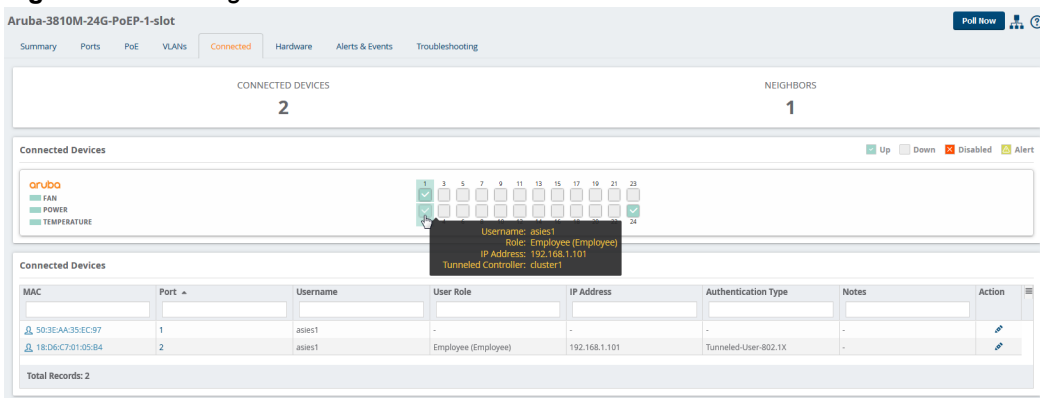 Aruba-3810M-24G-PoEP-1-slot
Poll Now
Summary Ports PoE VLANs Connected Hardware Alerts & Events Troubleshooting
CONNECTED DEVICES NEIGHBORS
2 1
Connected Devices Up Down Disabled Alert
aruba
FAN
POWER
TEMPERATURE
1 3 5 7 9 11 13 15 17 19 21 23
24
Username: asies1
Role: Employee (Employee)
IP Address: 192.168.1.101
Tunneled Controller: cluster1
Connected Devices
MAC Port Username User Role IP Address Authentication Type Notes Action
50:3E:AA:35:EC:97 1 asies1 - - - -
18:D6:C7:01:05:B4 2 asies1 Employee (Employee) 192.168.1.101 Tunneled-User-802.1X -
Total Records: 2